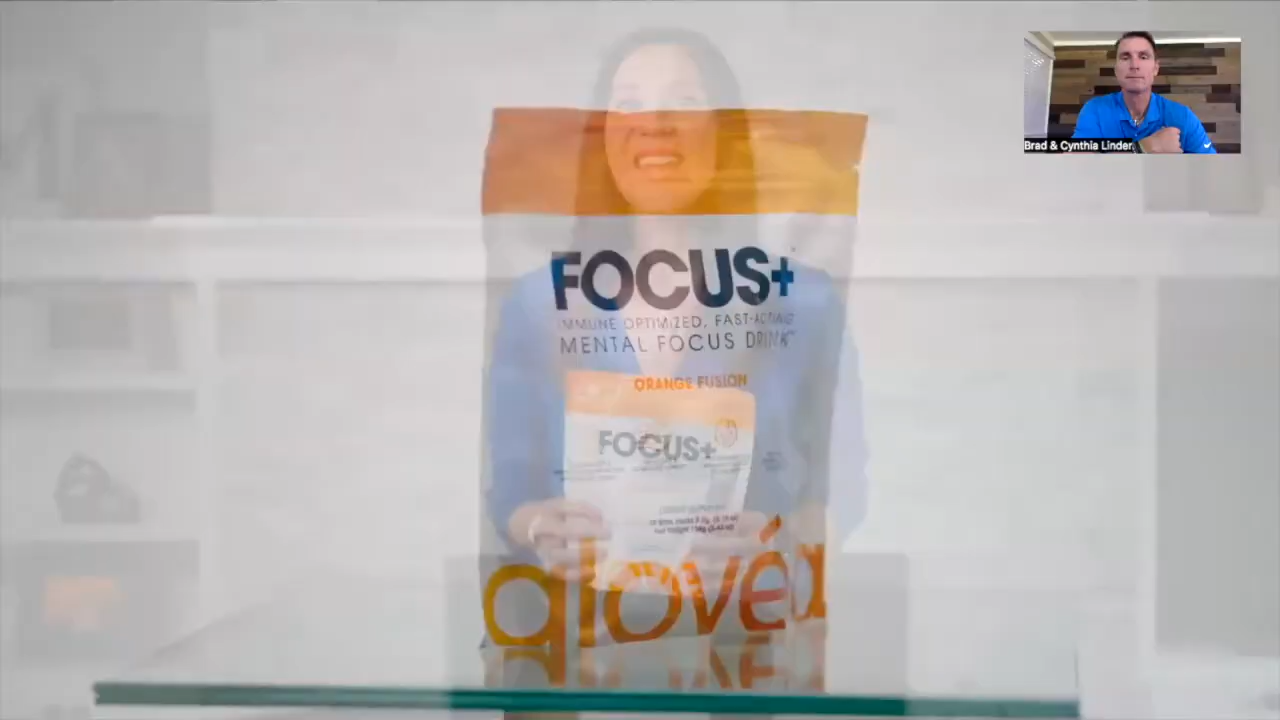 Brad & Cynthia Linder
FOCUS+
IMMUNE OPTIMIZED, FAST-ACTING
MENTAL FOCUS DRINK
ORANGE FUSION
FOCUS+
glovéa